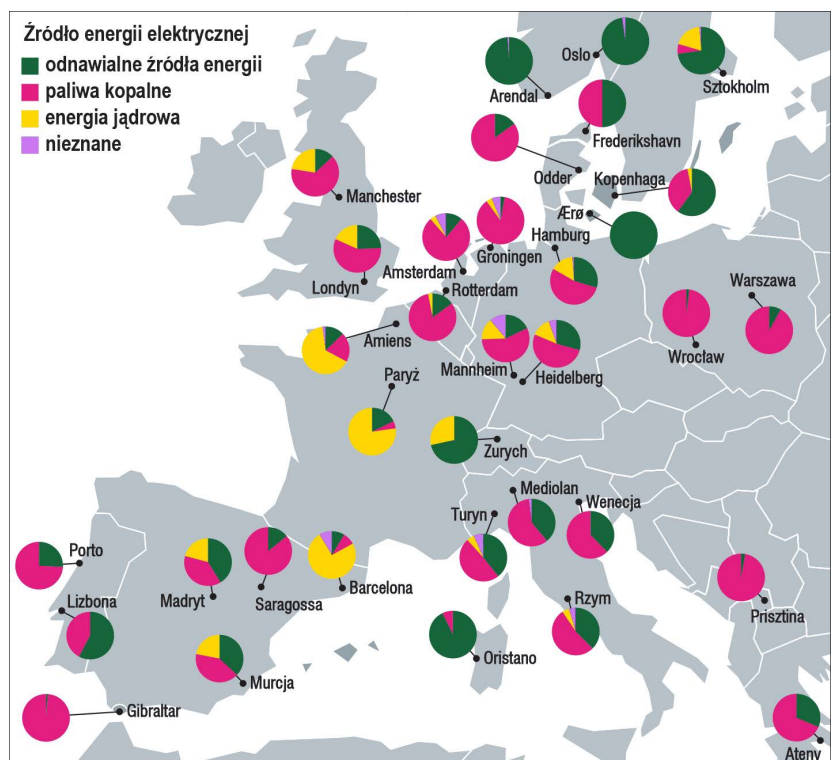 Źródło energii elektrycznej
odnawialne źródła energii
paliwa kopalne
energia jądrowa
nieznane
Oslo
Arendal
Sztokholm
Frederikshavn
Odder
Kopenhaga
Manchester
Ærø
Hamburg
Groningen
Amsterdam
Londyn
Rotterdam
Warszawa
Amiens
Wrocław
Mannheim
Heidelberg
Paryż
Zurych
Mediolan
Wenecja
Turyn
Porto
Madryt
Saragossa
Barcelona
Lizbona
Rzym
Prisztina
Oristano
Murcja
Gibraltar
Ateny